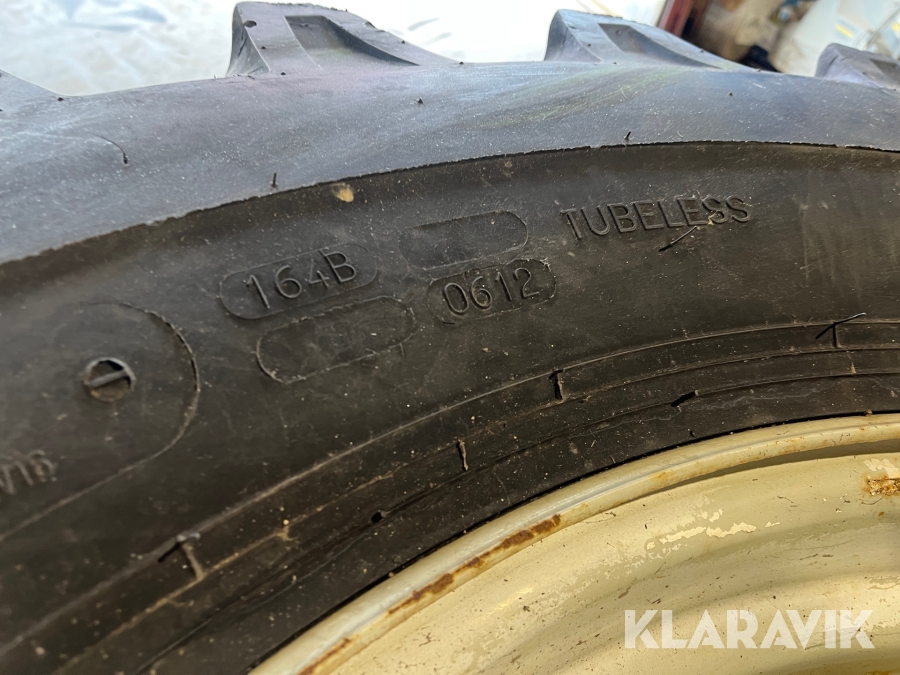 TUBELESS
164B
0612
KLARAVIK